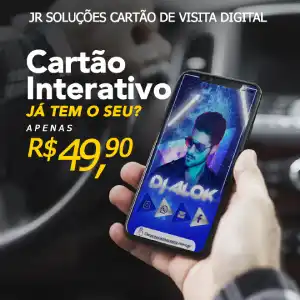 JR SOLUÇÕES CARTÃO DE VISITA DIGITAL
Cartão
Interativo
JÁ TEM O SEU?
APENAS
R$49,90
DJ ALOK